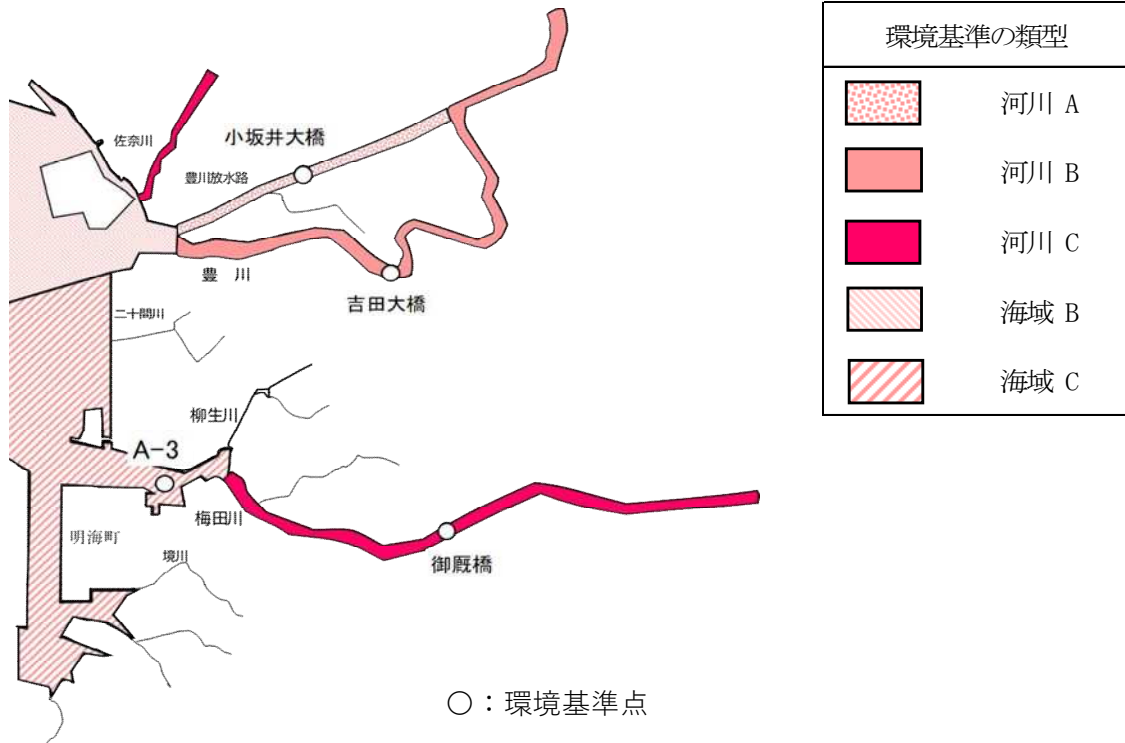 環境基準の類型
河川 A
河川 B
河川 C
海域 B
海域 C
佐奈川
小坂井大橋
豊川放水路
豊 川
吉田大橋
二十間川
柳生川
A-3
梅田川
明海町
境川
御厩橋
○：環境基準点